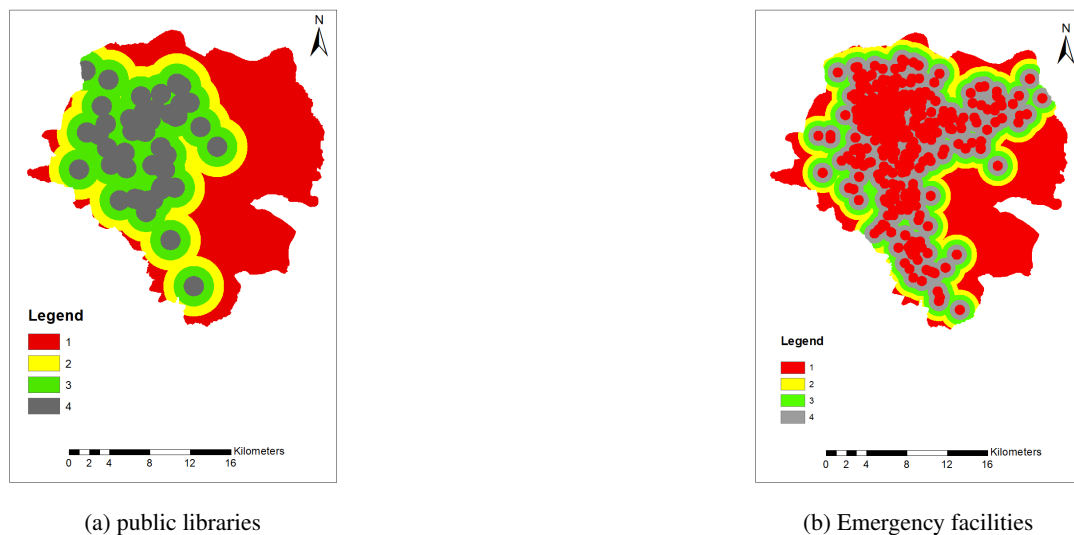 N
Legend
1
2
3
4
Kilometers
0 2 4 8 12 16
(a) public libraries
N
Legend
1
2
3
4
Kilometers
0 2 4 8 12 16
(b) Emergency facilities